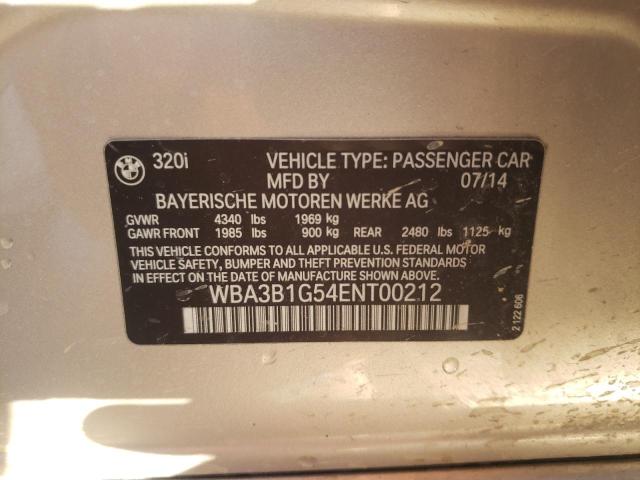 BMW 320i VEHICLE TYPE: PASSENGER CAR
MFD BY 07/14
BAYERISCHE MOTOREN WERKE AG
GVWR 4340 lbs 1969 kg
GAWR FRONT 1985 lbs 900 kg REAR 2480 lbs 1125 kg
THIS VEHICLE CONFORMS TO ALL APPLICABLE U.S. FEDERAL MOTOR
VEHICLE SAFETY, BUMPER AND THEFT PREVENTION STANDARDS
IN EFFECT ON THE DATE OF MANUFACTURE SHOWN ABOVE.
WBA3B1G54ENT00212
2 122 606